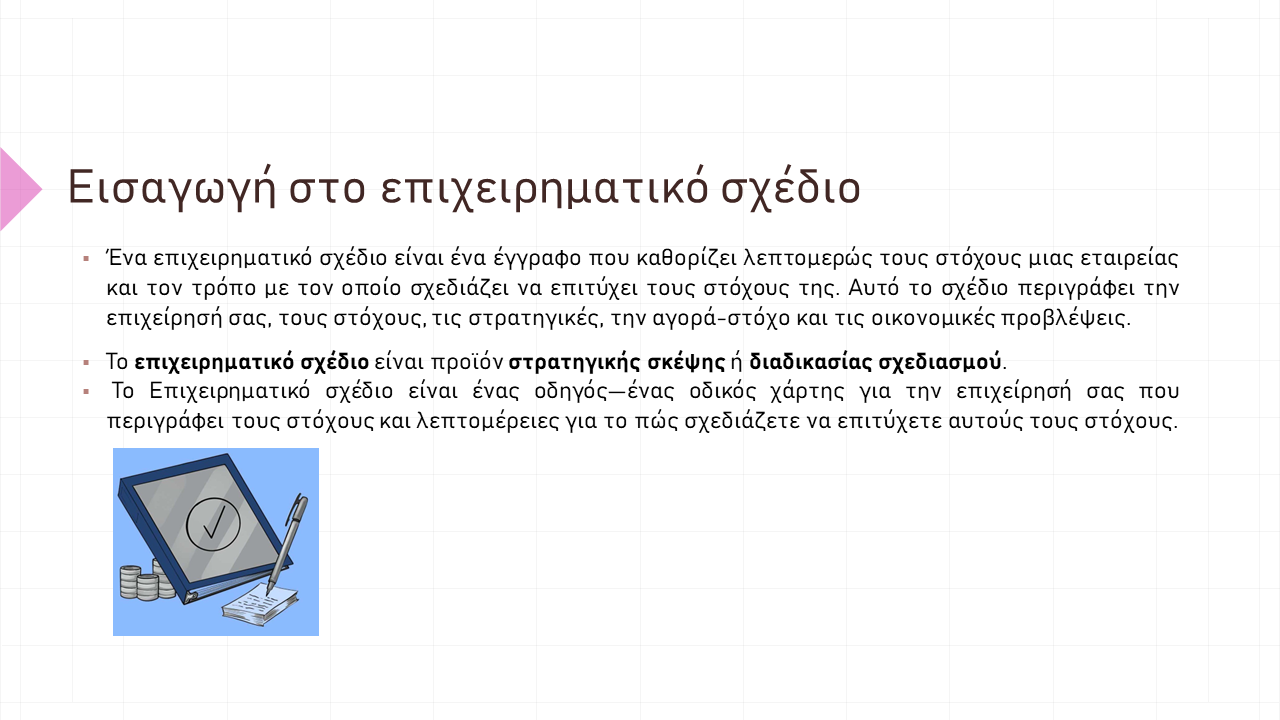 Εισαγωγή στο επιχειρηματικό σχέδιο
▪ Ένα επιχειρηματικό σχέδιο είναι ένα έγγραφο που καθορίζει λεπτομερώς τους στόχους μιας εταιρείας
και τον τρόπο με τον οποίο σχεδιάζει να επιτύχει τους στόχους της. Αυτό το σχέδιο περιγράφει την
επιχείρησή σας, τους στόχους, τις στρατηγικές, την αγορά-στόχο και τις οικονομικές προβλέψεις.
▪ Το επιχειρηματικό σχέδιο είναι προϊόν στρατηγικής σκέψης ή διαδικασίας σχεδιασμού.
▪ Το Επιχειρηματικό σχέδιο είναι ένας οδηγός—ένας οδικός χάρτης για την επιχείρησή σας που
περιγράφει τους στόχους και λεπτομέρειες για το πώς σχεδιάζετε να επιτύχετε αυτούς τους στόχους.